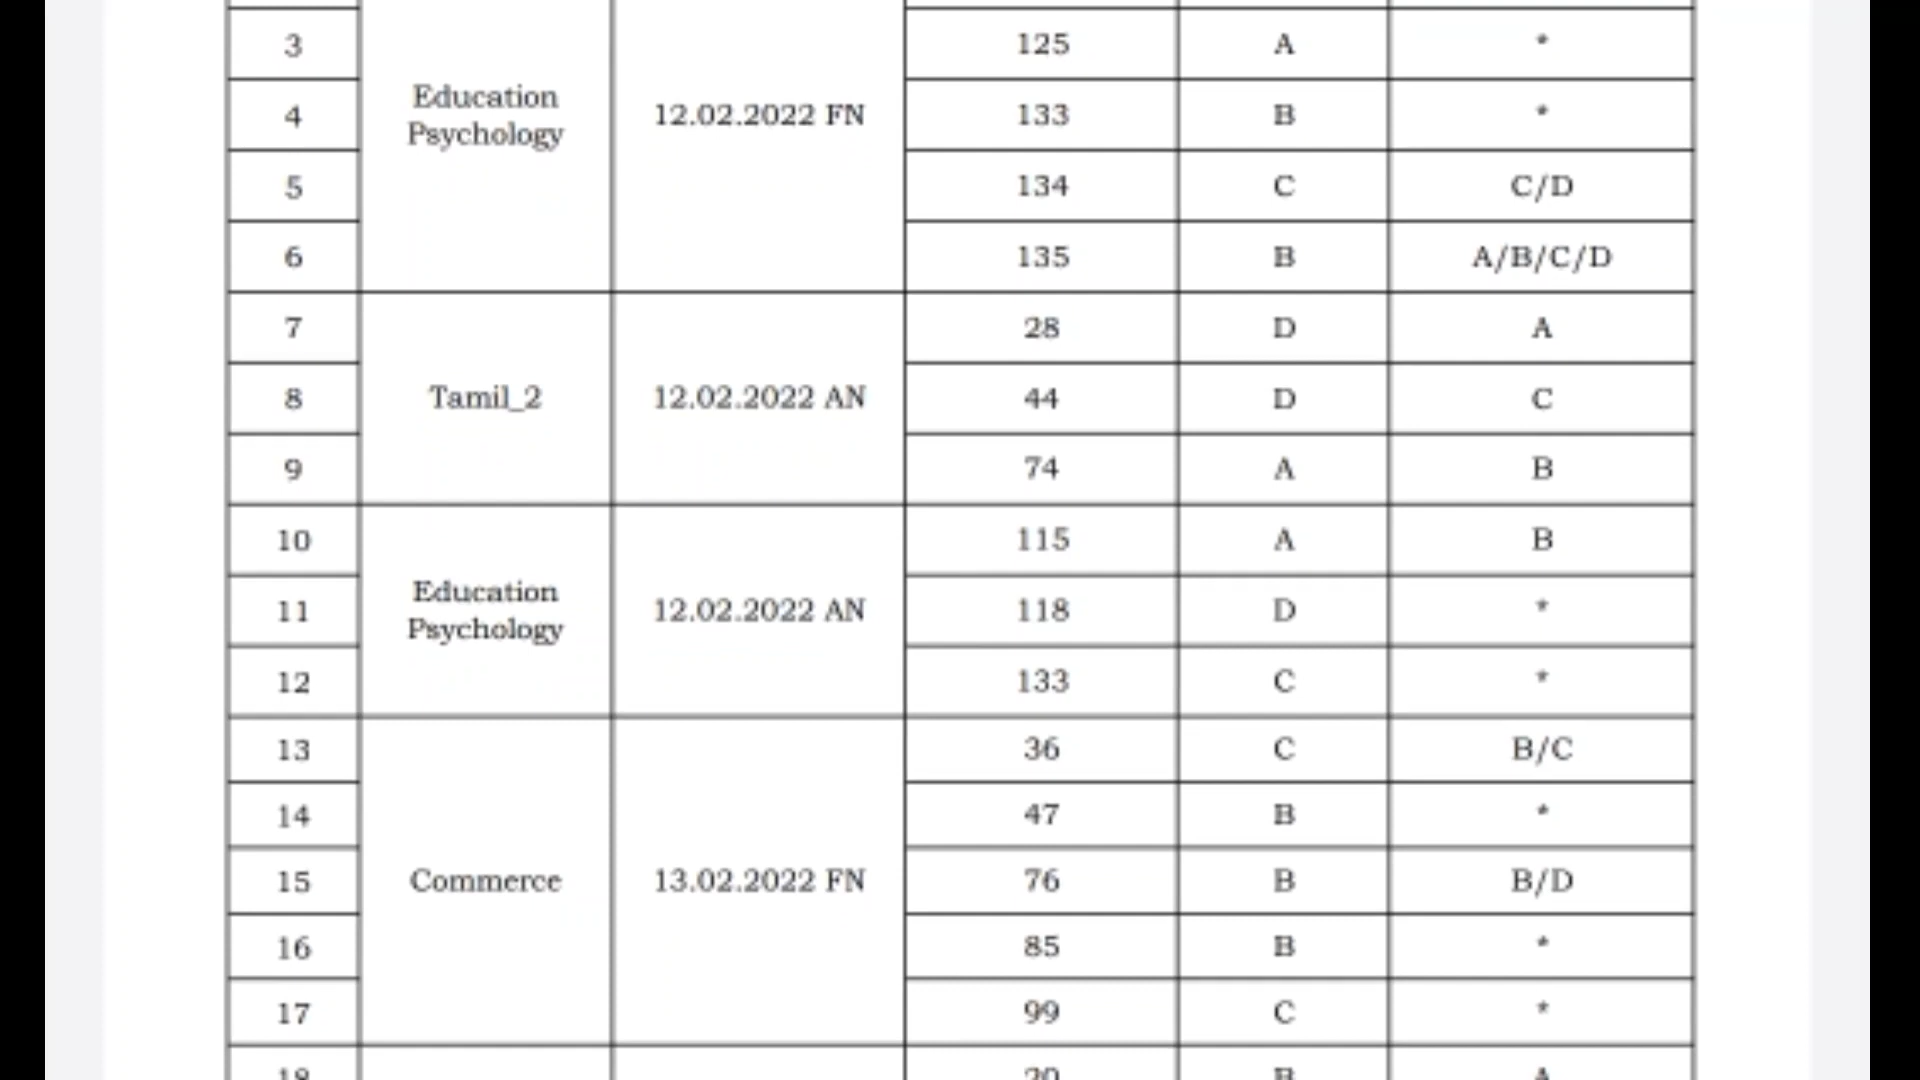 3 125 A *
Education
4 12.02.2022 FN 133 B *
Psychology
5 134 C C/D
6 135 B A/B/C/D
7 28 D A
8 Tamil_2 12.02.2022 AN 44 D C
9 74 A B
10 115 A B
Education
11 12.02.2022 AN 118 D *
Psychology
12 133 C *
13 36 C B/C
14 47 B *
15 Commerce 13.02.2022 FN 76 B B/D
16 85 B *
17 99 C *
18 20 B A